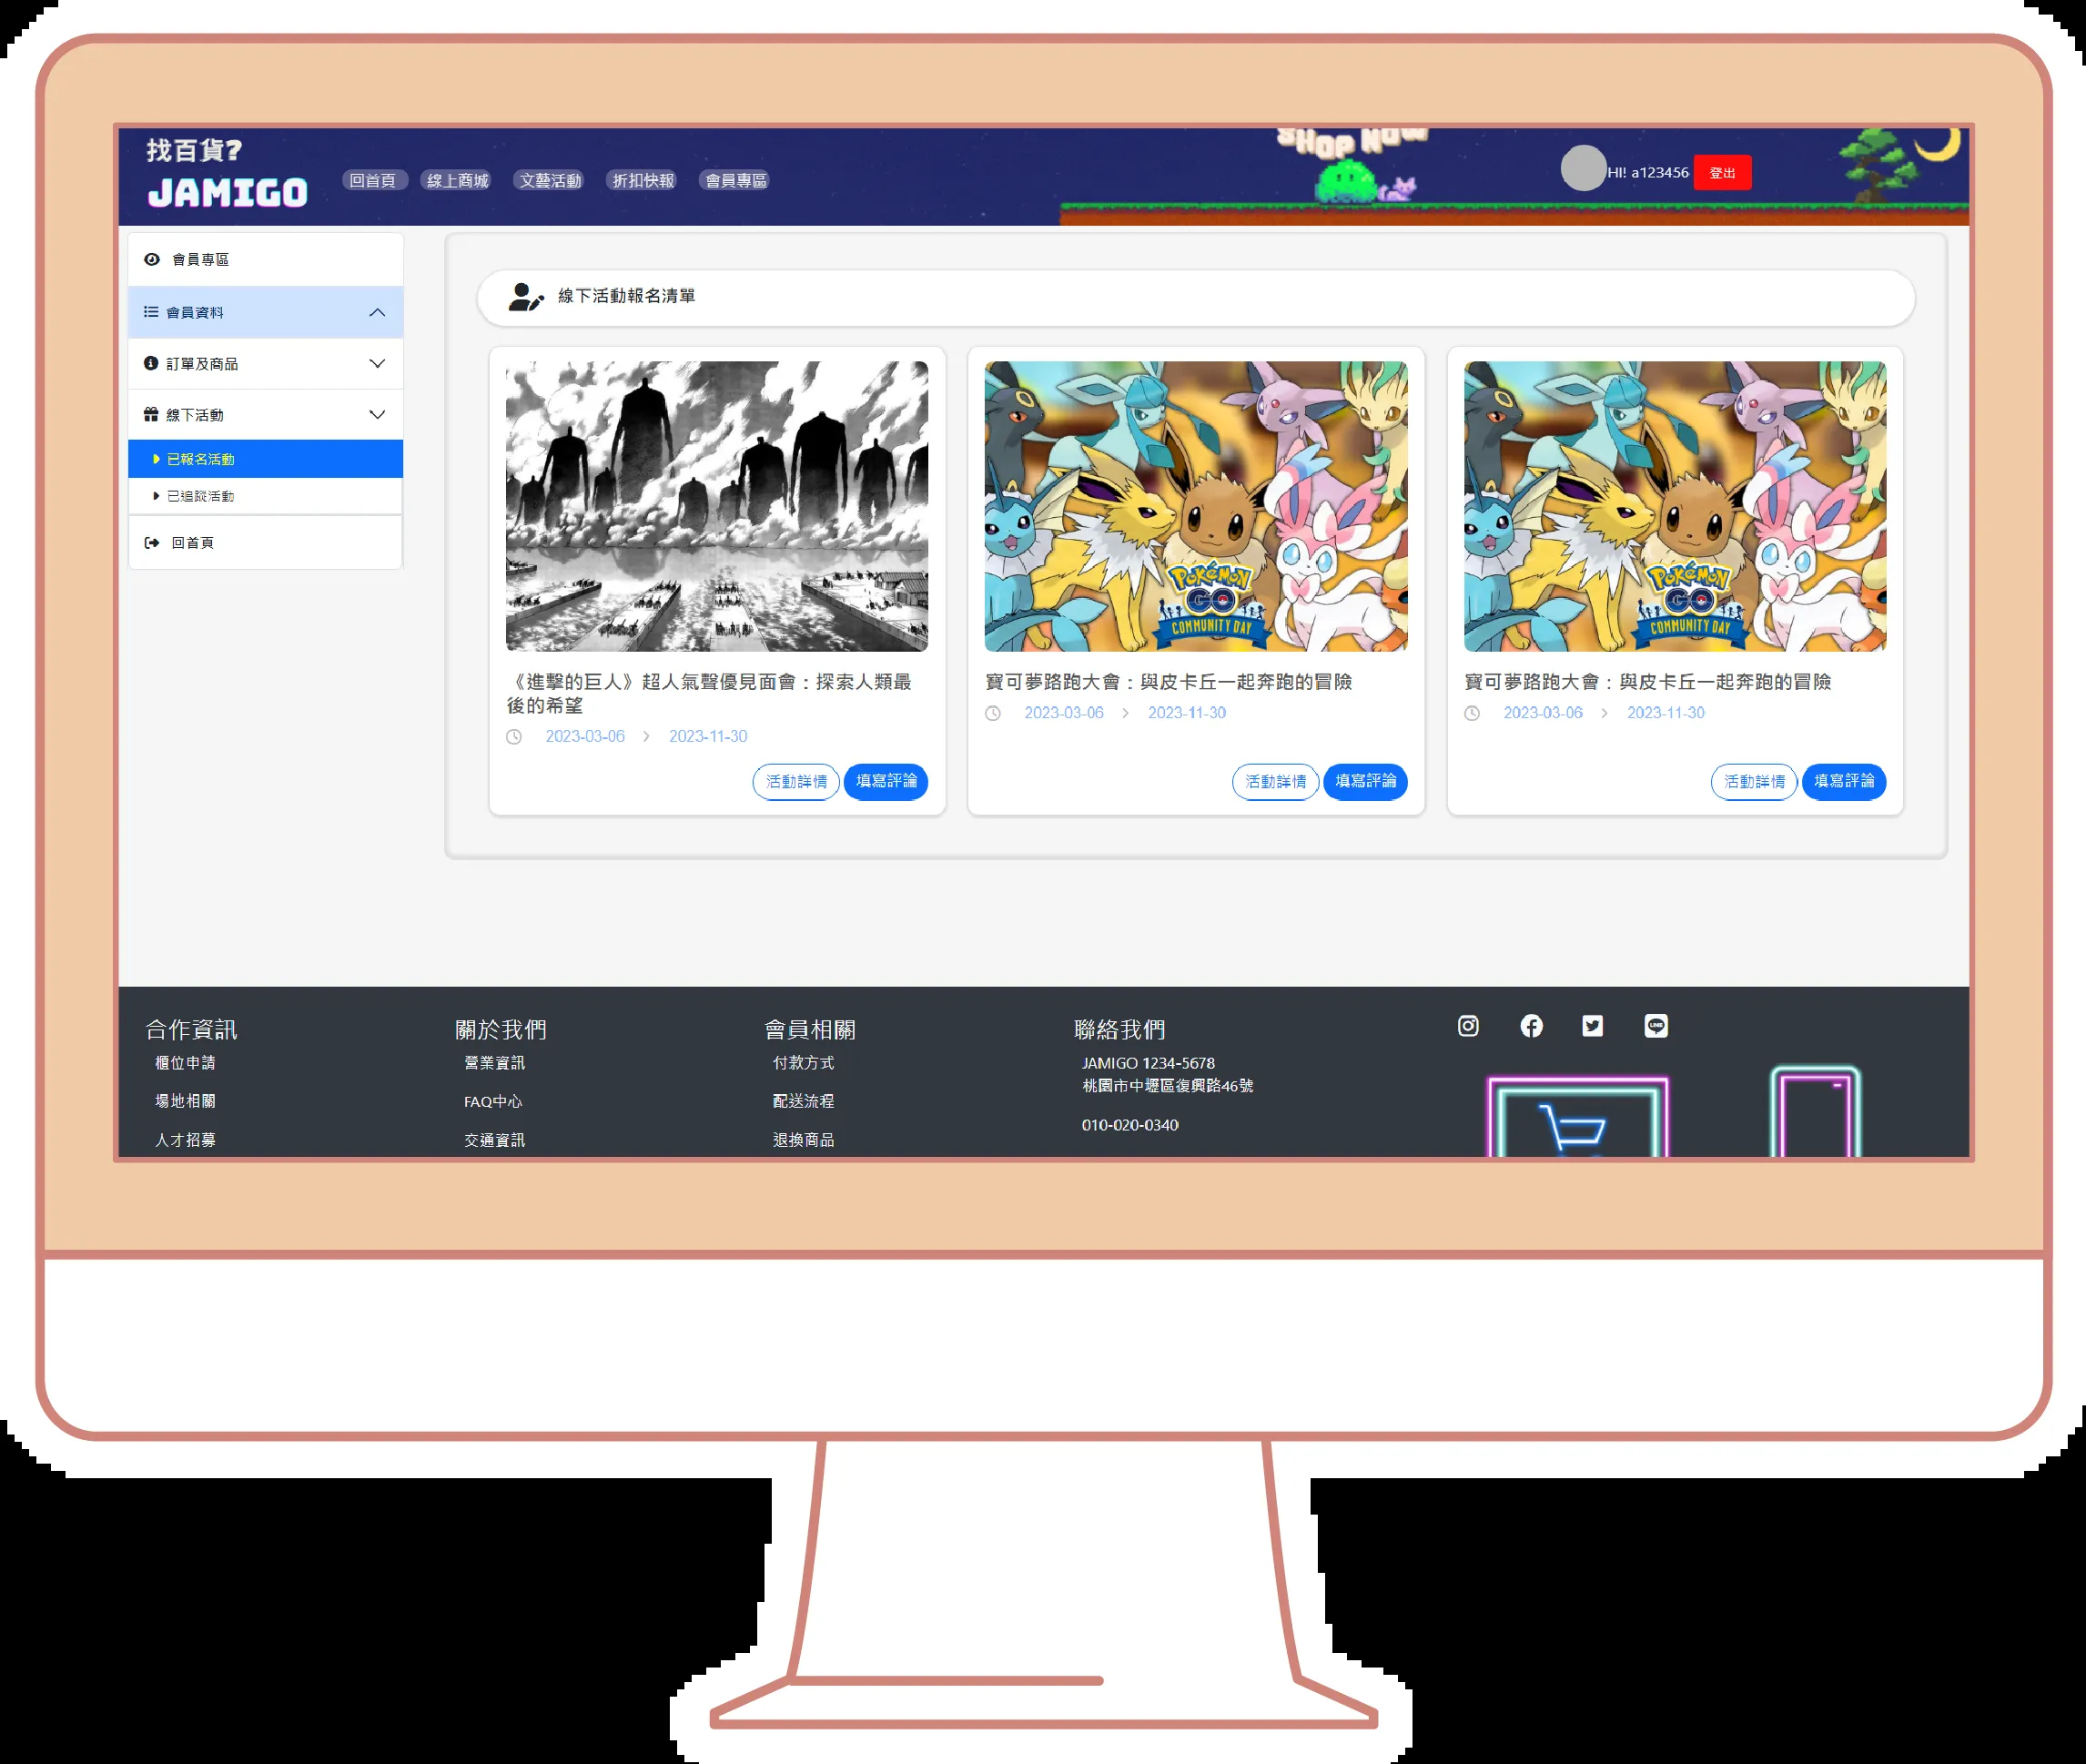 找百貨?
JAMIGO
回首頁 線上商城 文藝活動 折扣快報 會員專區
SHOP NOW
HI! a123456 登出
會員專區
會員資料
訂單及商品
線下活動
已報名活動
已追蹤活動
回首頁
線下活動報名清單
《進擊的巨人》超人氣聲優見面會：探索人類最
後的希望
2023-03-06 > 2023-11-30
活動詳情 填寫評論
POKÉMON
GO
COMMUNITY DAY
寶可夢路跑大會：與皮卡丘一起奔跑的冒險
2023-03-06 > 2023-11-30
活動詳情 填寫評論
POKÉMON
GO
COMMUNITY DAY
寶可夢路跑大會：與皮卡丘一起奔跑的冒險
2023-03-06 > 2023-11-30
活動詳情 填寫評論
合作資訊
櫃位申請
場地相關
人才招募
關於我們
營業資訊
FAQ中心
交通資訊
會員相關
付款方式
配送流程
退換商品
聯絡我們
JAMIGO 1234-5678
桃園市中壢區復興路46號
010-020-0340
LINE